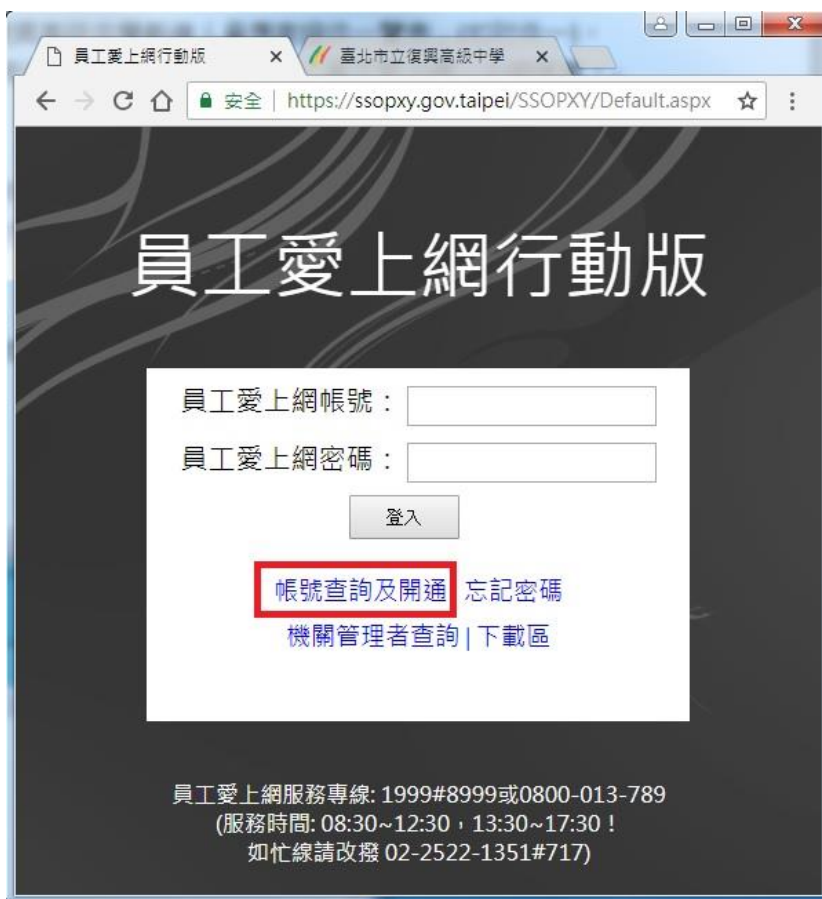 員工愛上網行動版
臺北市立復興高級中學
安全 | https://ssopxy.gov.taipei/SSOPXY/Default.aspx
員工愛上網行動版
員工愛上網帳號：
員工愛上網密碼：
登入
帳號查詢及開通 忘記密碼
機關管理者查詢 | 下載區
員工愛上網服務專線: 1999#8999或0800-013-789
(服務時間: 08:30~12:30，13:30~17:30！
如忙線請改撥 02-2522-1351#717)